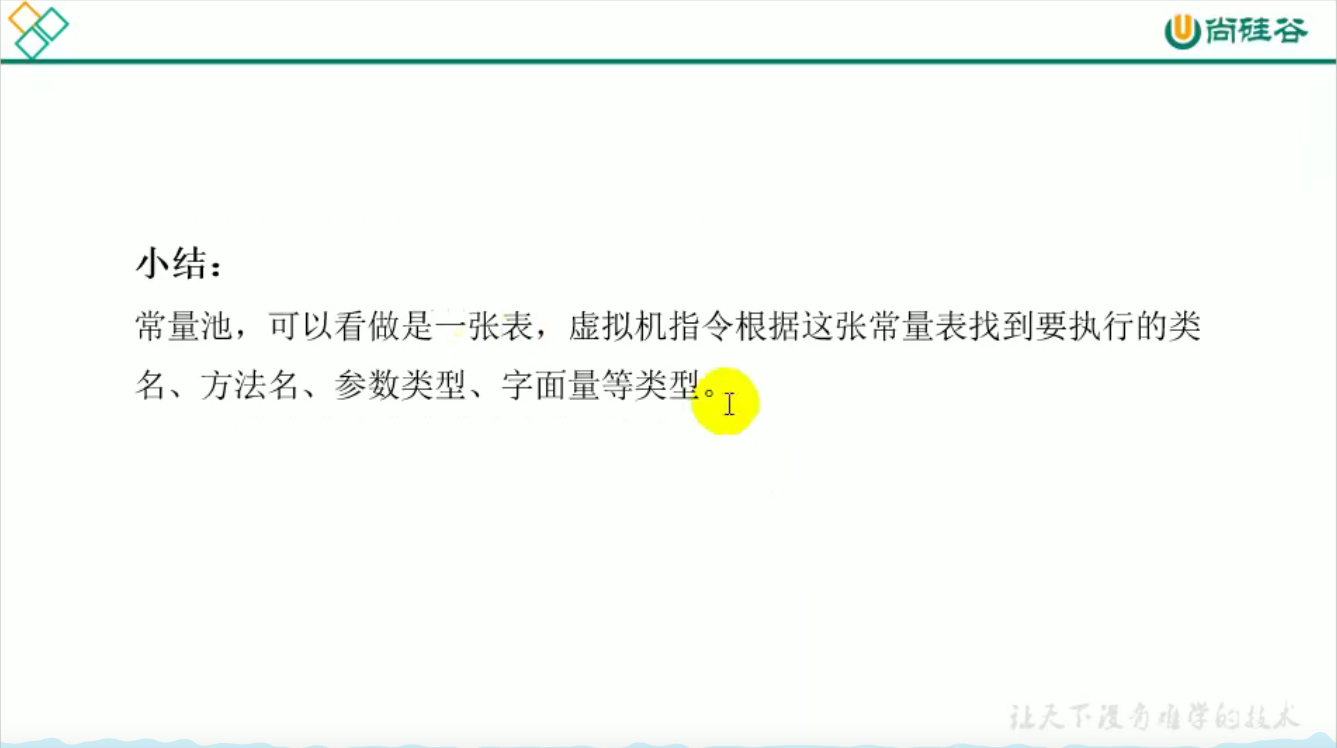 尚硅谷
小结：
常量池，可以看做是一张表，虚拟机指令根据这张常量表找到要执行的类
名、方法名、参数类型、字面量等类型。
让天下没有难学的技术